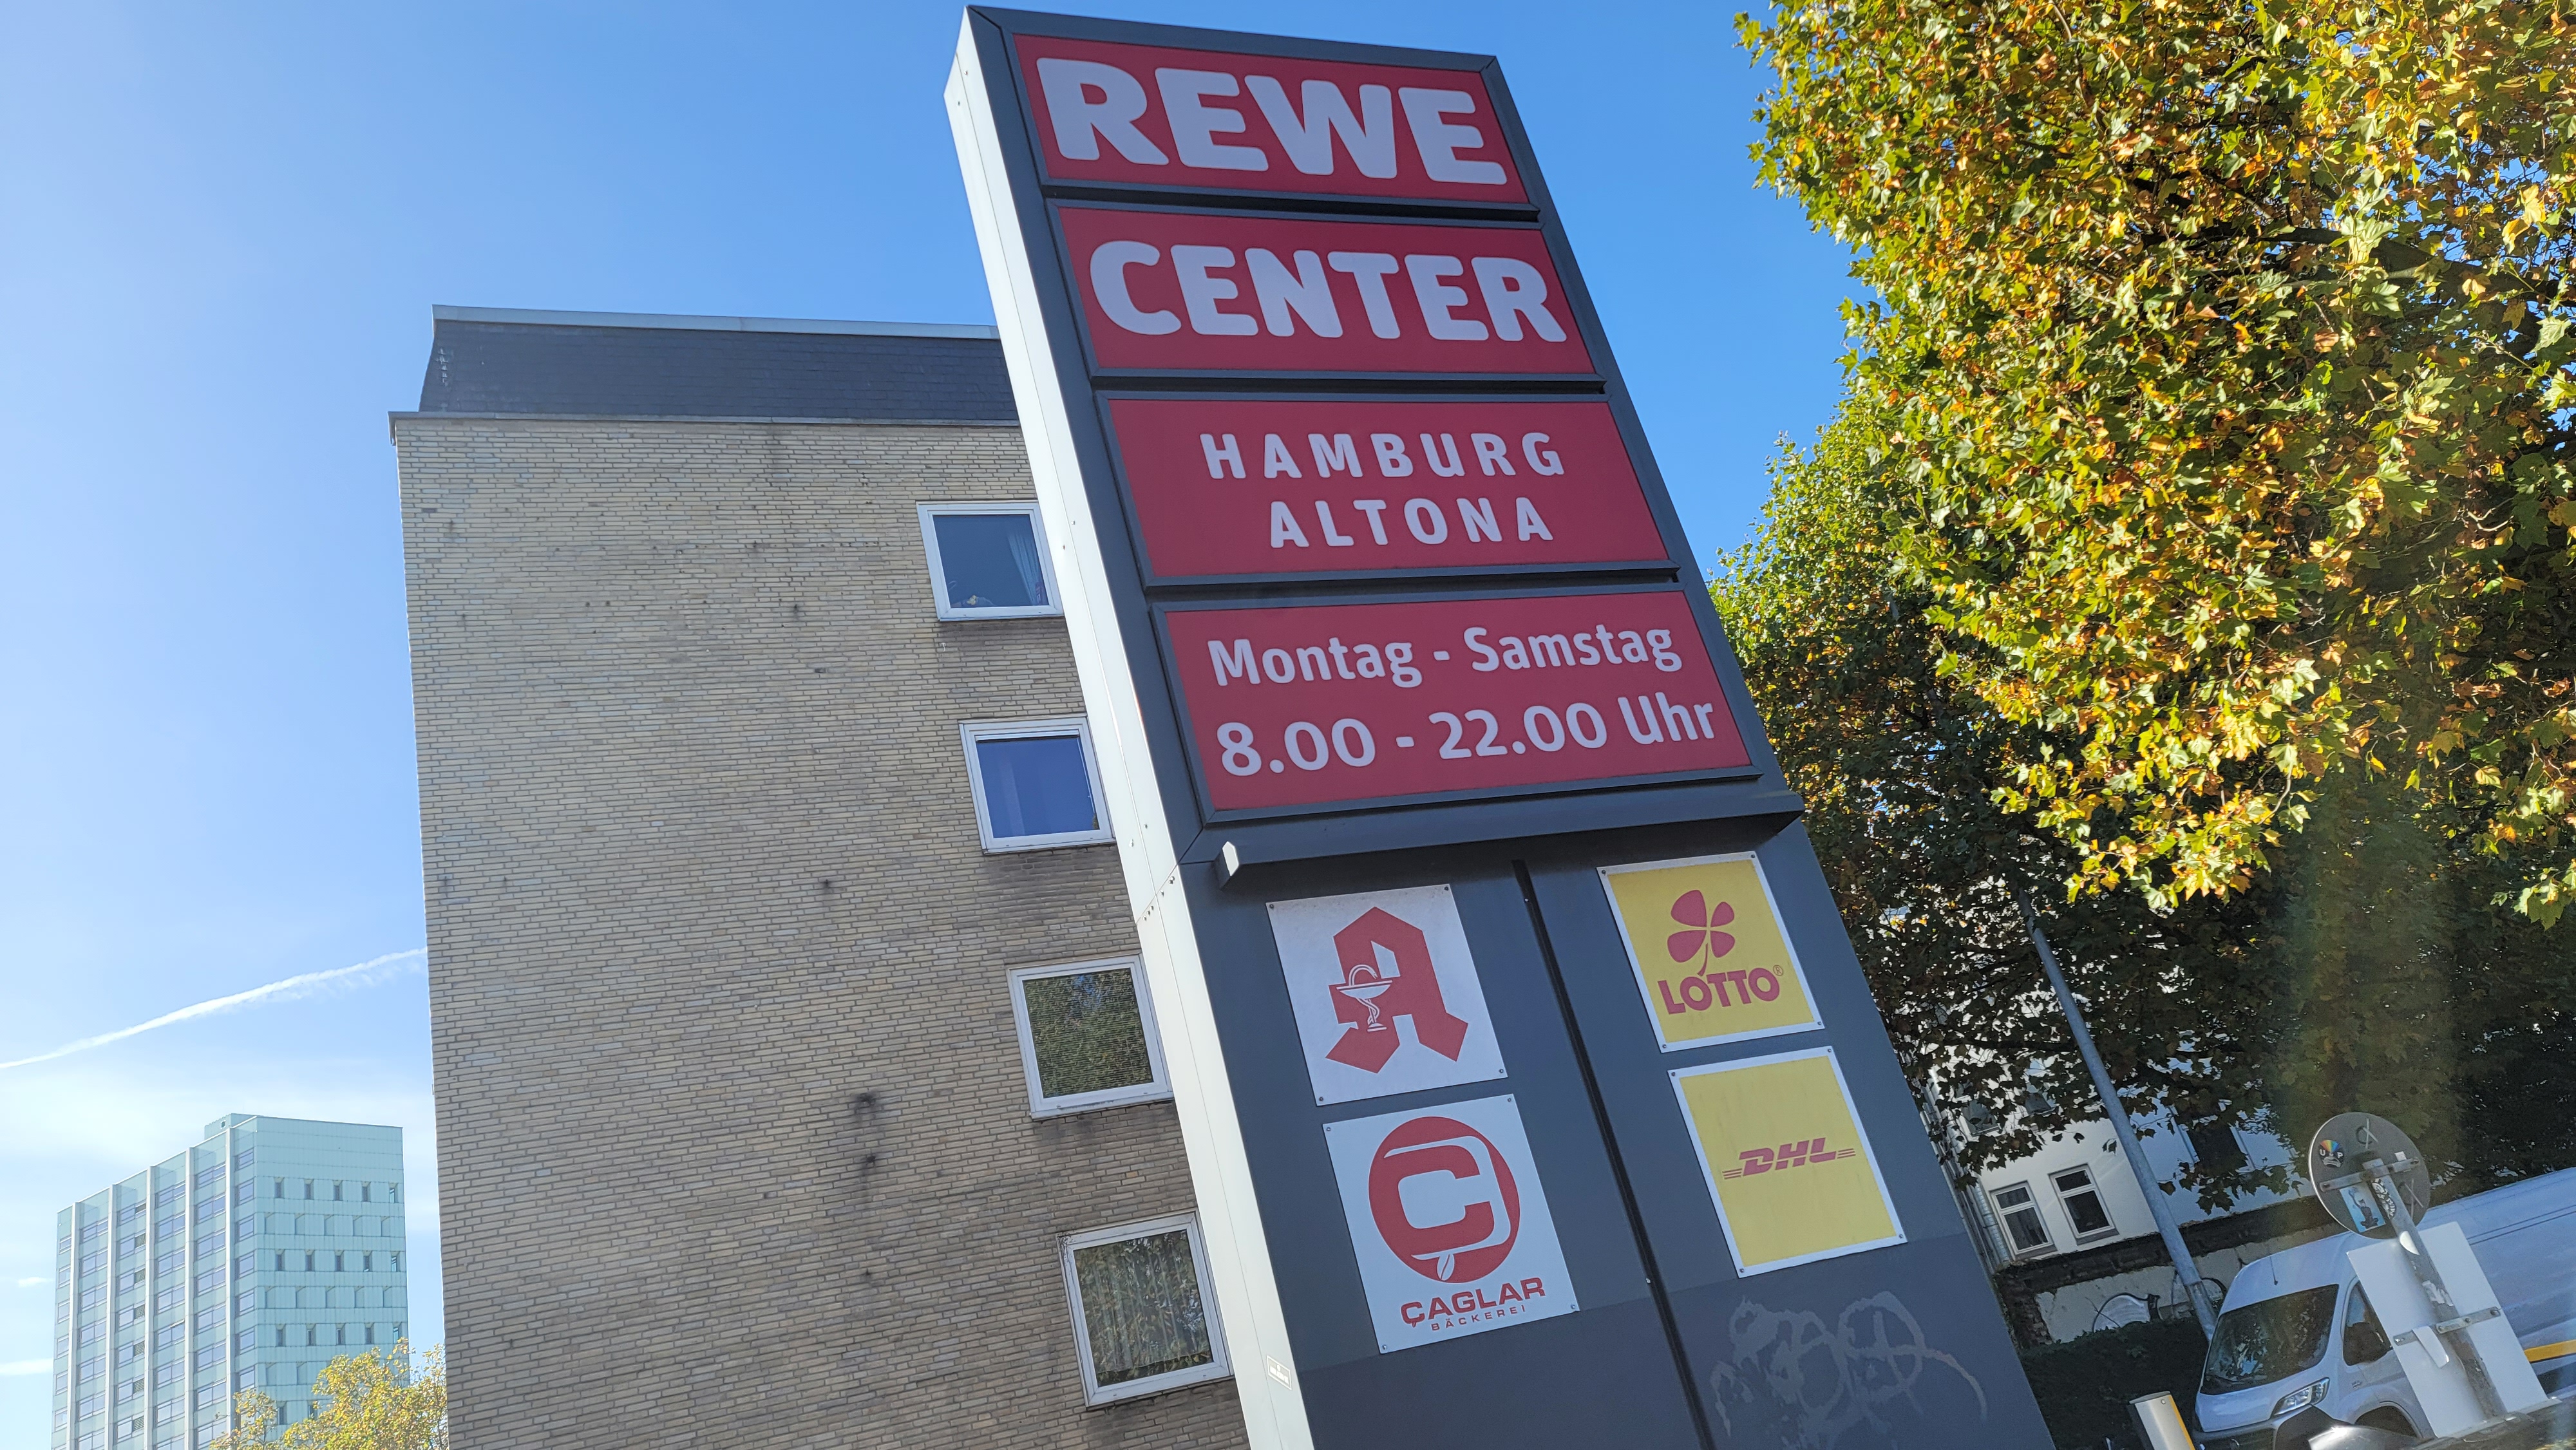 REWE
CENTER
HAMBURG
ALTONA
Montag - Samstag
8.00 - 22.00 Uhr
LOTTO®
DHL
ÇAGLAR
BÄCKEREI